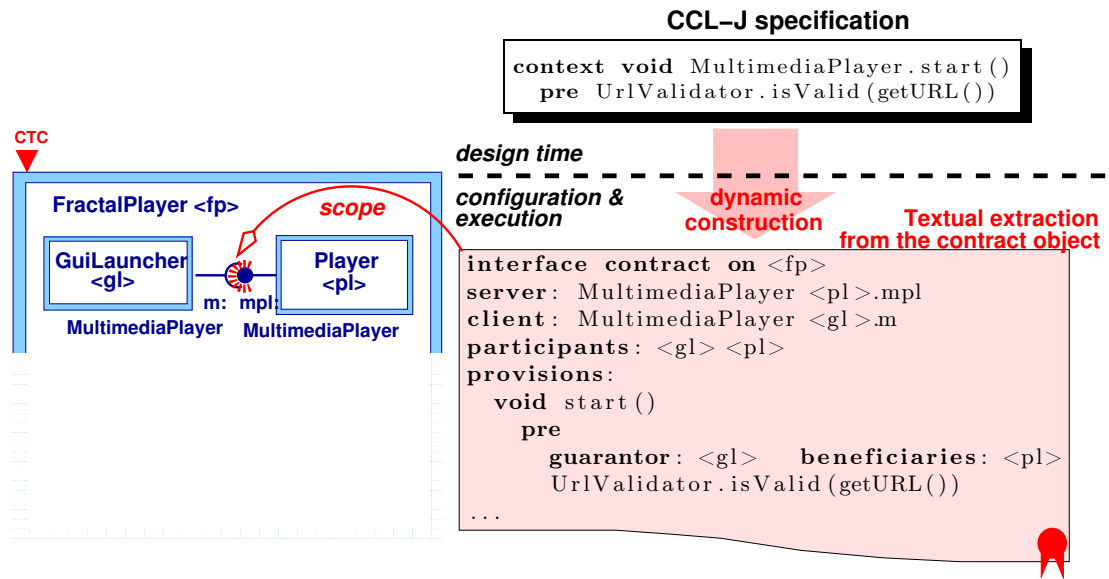 CCL–J specification
context void MultimediaPlayer.start()
pre UrlValidator.isValid(getURL())
CTC
design time
configuration &
execution
dynamic
construction
Textual extraction
from the contract object
FractalPlayer <fp>
scope
GuiLauncher
<gl>
Player
<pl>
m: mpl:
MultimediaPlayer
MultimediaPlayer
interface contract on <fp>
server: MultimediaPlayer <pl>.mpl
client: MultimediaPlayer <gl>.m
participants: <gl> <pl>
provisions:
void start()
pre
guarantor: <gl> beneficiaries: <pl>
UrlValidator.isValid(getURL())
...